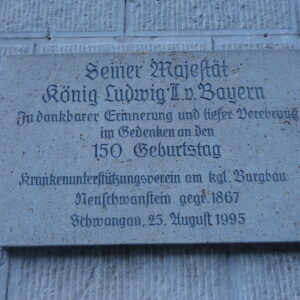 Seiner Majestät
König Ludwig II. v. Bayern
In dankbarer Erinnerung und tiefer Verehrung
im Gedenken an den
150 Geburtstag
Krankenunterstützungsverein am kgl. Burgbau
Neuschwanstein gegr. 1867
Schwangau, 25. August 1995